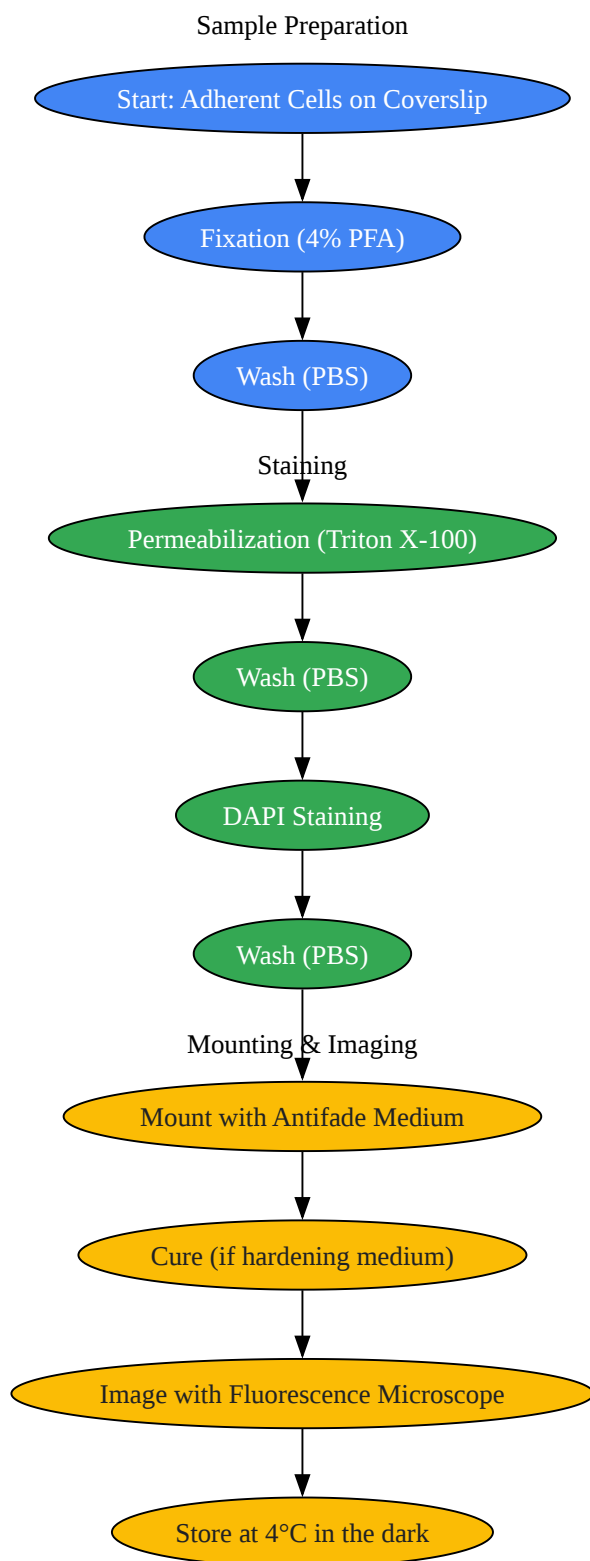 Sample Preparation
Start: Adherent Cells on Coverslip
Fixation (4% PFA)
Wash (PBS)
Staining
Permeabilization (Triton X-100)
Wash (PBS)
DAPI Staining
Wash (PBS)
Mounting & Imaging
Mount with Antifade Medium
Cure (if hardening medium)
Image with Fluorescence Microscope
Store at 4°C in the dark